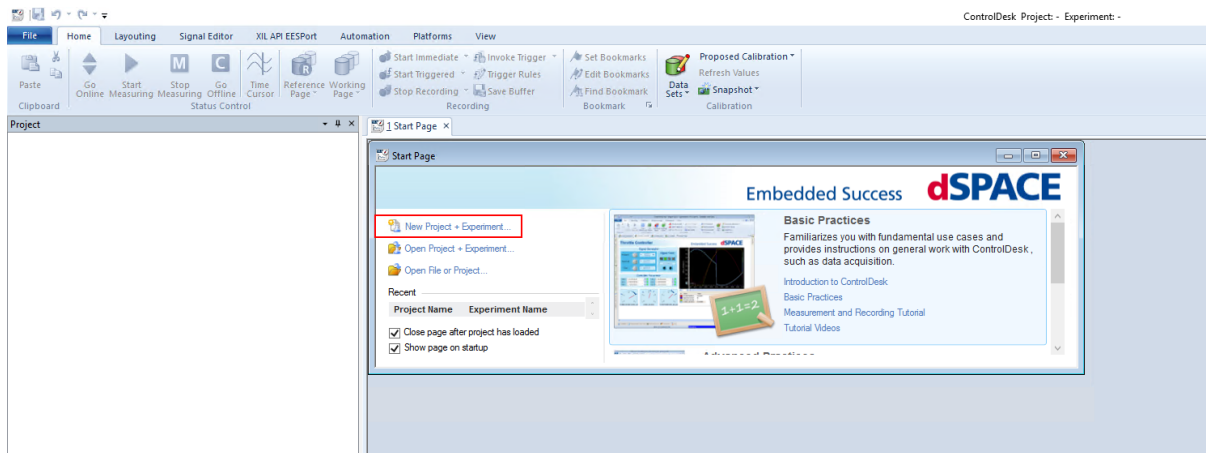 ControlDesk Project: - Experiment: -
File Home Layouting Signal Editor XIL API EESPort Automation Platforms View
Paste
Clipboard
Go Online
Start Measuring
Stop Measuring
Go Offline
Time Cursor
Status Control
Reference Page
Working Page
Start Immediate Invoke Trigger
Start Triggered Trigger Rules
Stop Recording Save Buffer
Recording
Set Bookmarks
Edit Bookmarks
Find Bookmark
Bookmark
Data Sets
Proposed Calibration
Refresh Values
Snapshot
Calibration
Project
1 Start Page
Start Page
Embedded Success dSPACE
New Project + Experiment...
Open Project + Experiment...
Open File or Project...
Recent
Project Name Experiment Name
Close page after project has loaded
Show page on startup
1+1=2
Basic Practices
Familiarizes you with fundamental use cases and
provides instructions on general work with ControlDesk,
such as data acquisition.
Introduction to ControlDesk
Basic Practices
Measurement and Recording Tutorial
Tutorial Videos